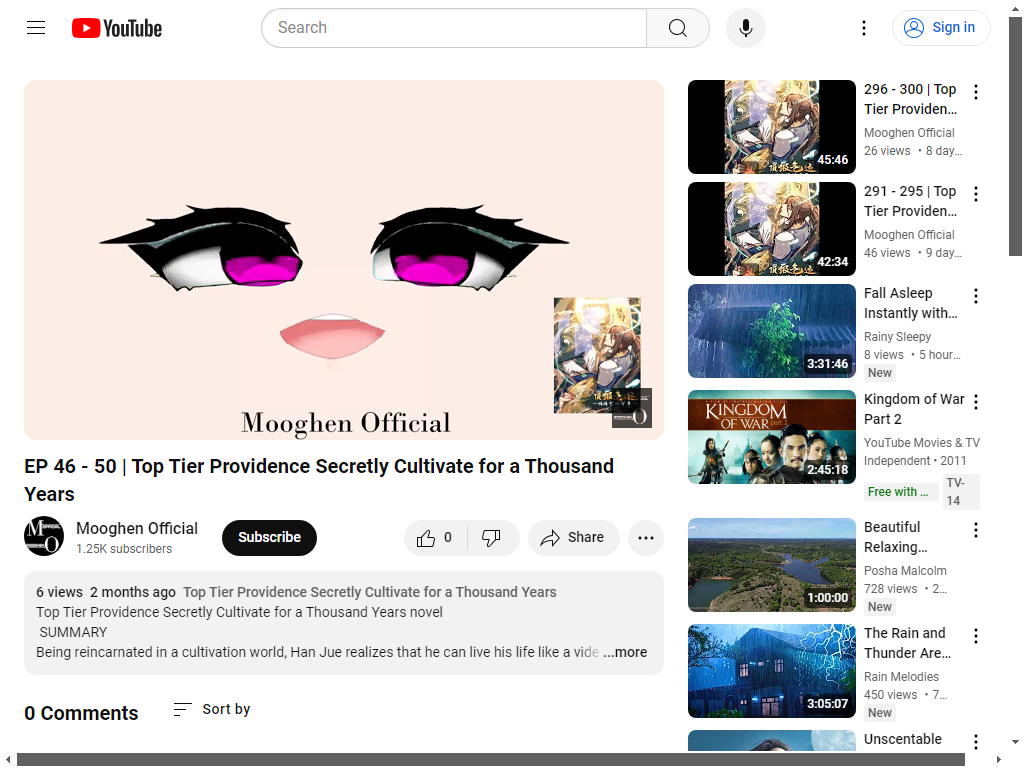 YouTube
Search
Sign in
Mooghen Official
EP 46 - 50 | Top Tier Providence Secretly Cultivate for a Thousand
Years
Mooghen Official
1.25K subscribers
Subscribe
0
Share
6 views 2 months ago Top Tier Providence Secretly Cultivate for a Thousand Years
Top Tier Providence Secretly Cultivate for a Thousand Years novel
SUMMARY
Being reincarnated in a cultivation world, Han Jue realizes that he can live his life like a vide ...more
0 Comments
Sort by
45:46
296 - 300 | Top
Tier Providen…
Mooghen Official
26 views • 8 day…
42:34
291 - 295 | Top
Tier Providen…
Mooghen Official
46 views • 9 day…
3:31:46
Fall Asleep
Instantly with…
Rainy Sleepy
8 views • 5 hour…
New
KINGDOM
OF WAR part 2
2:45:18
Kingdom of War
Part 2
YouTube Movies & TV
Independent • 2011
Free with …
TV-
14
1:00:00
Beautiful
Relaxing…
Posha Malcolm
728 views • 2…
New
3:05:07
The Rain and
Thunder Are…
Rain Melodies
450 views • 7…
New
Unscentable